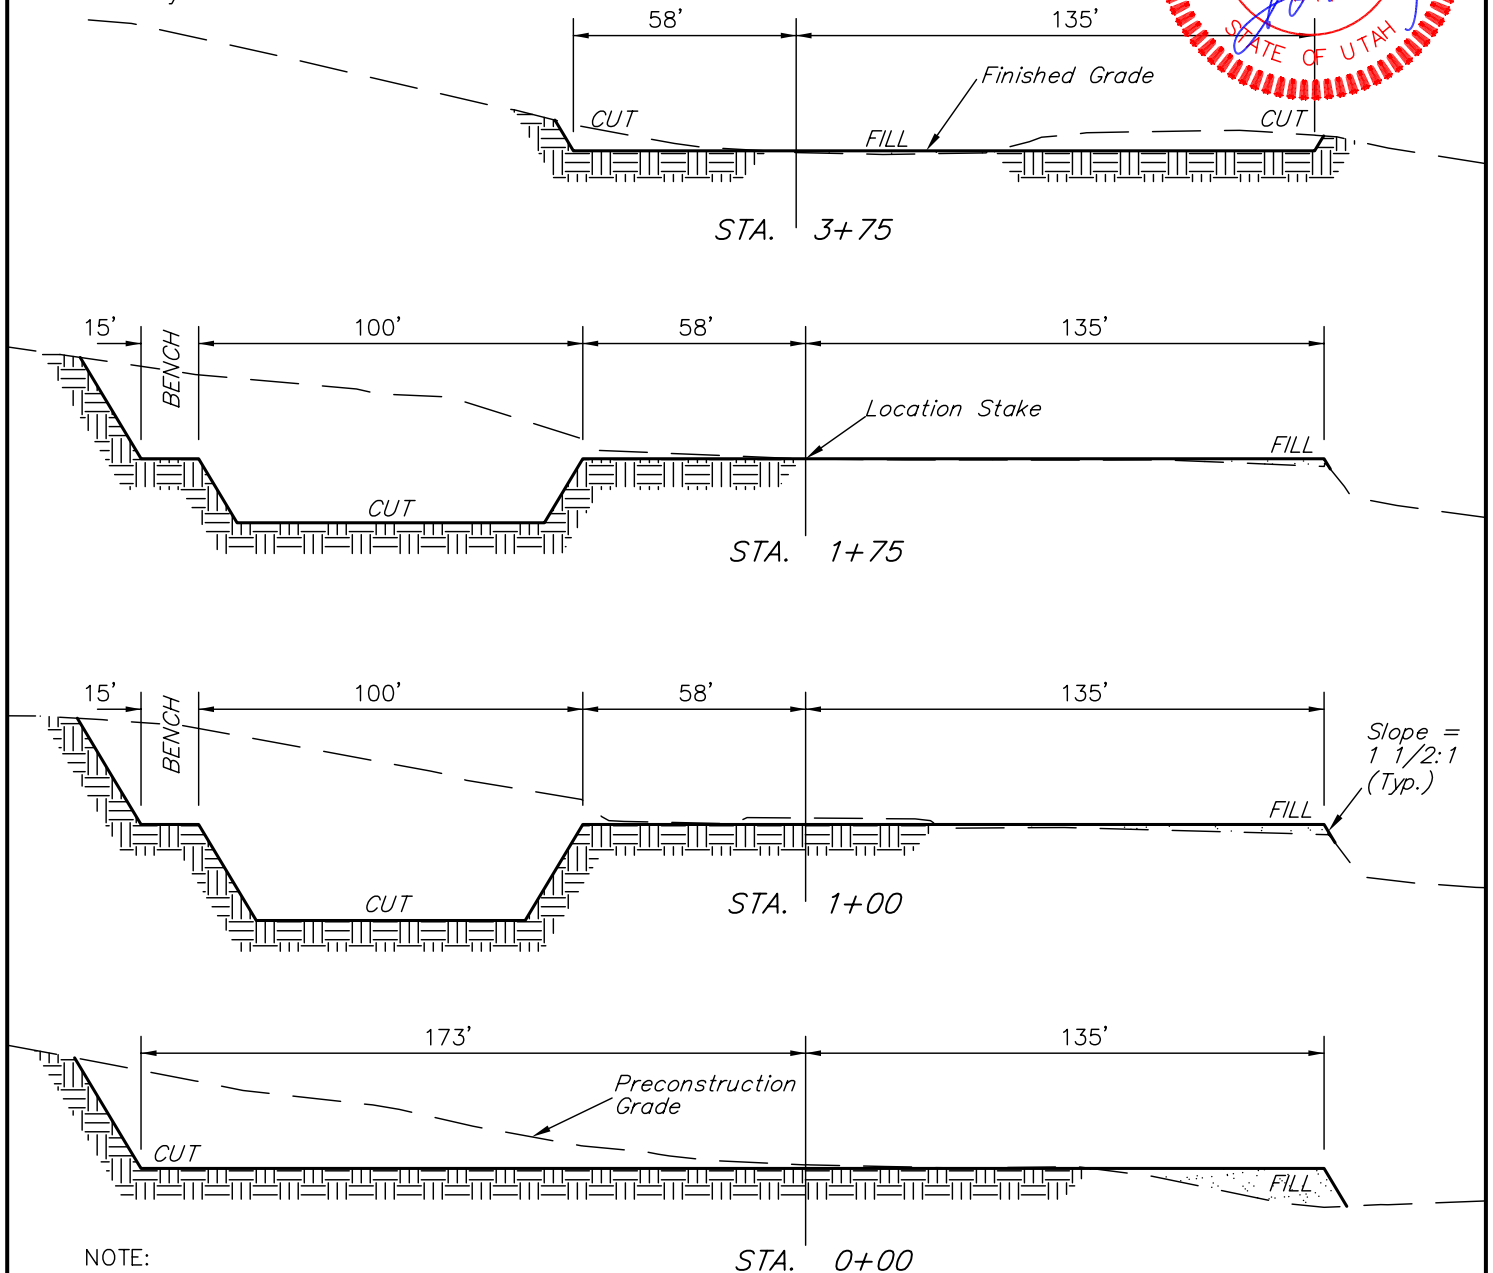 58' 135'
Finished Grade
CUT FILL CUT
STATE OF UTAH
STA. 3+75
15' BENCH 100' 58' 135'
Location Stake
FILL
CUT
STA. 1+75
15' BENCH 100' 58' 135'
Slope =
1 1/2:1
(Typ.)
FILL
CUT
STA. 1+00
173' 135'
Preconstruction
Grade
CUT
FILL
NOTE:
STA. 0+00